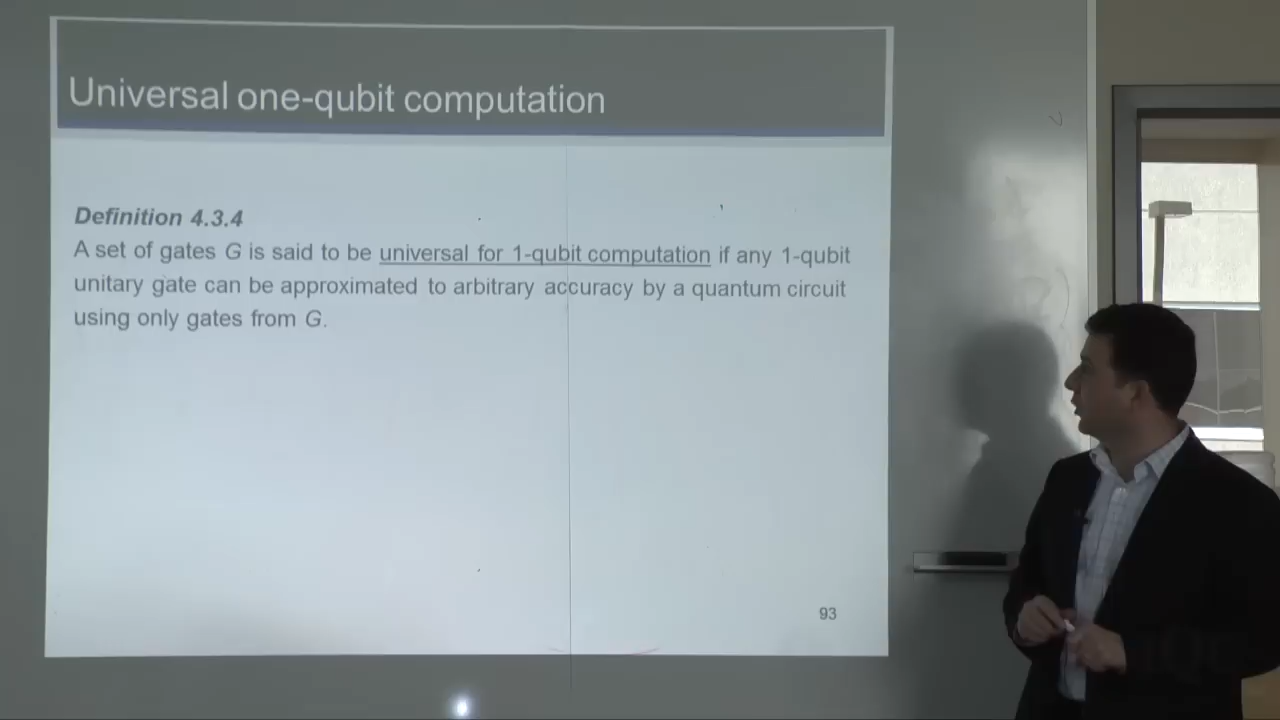 Universal one-qubit computation
Definition 4.3.4
A set of gates G is said to be universal for 1-qubit computation if any 1-qubit
unitary gate can be approximated to arbitrary accuracy by a quantum circuit
using only gates from G.
93